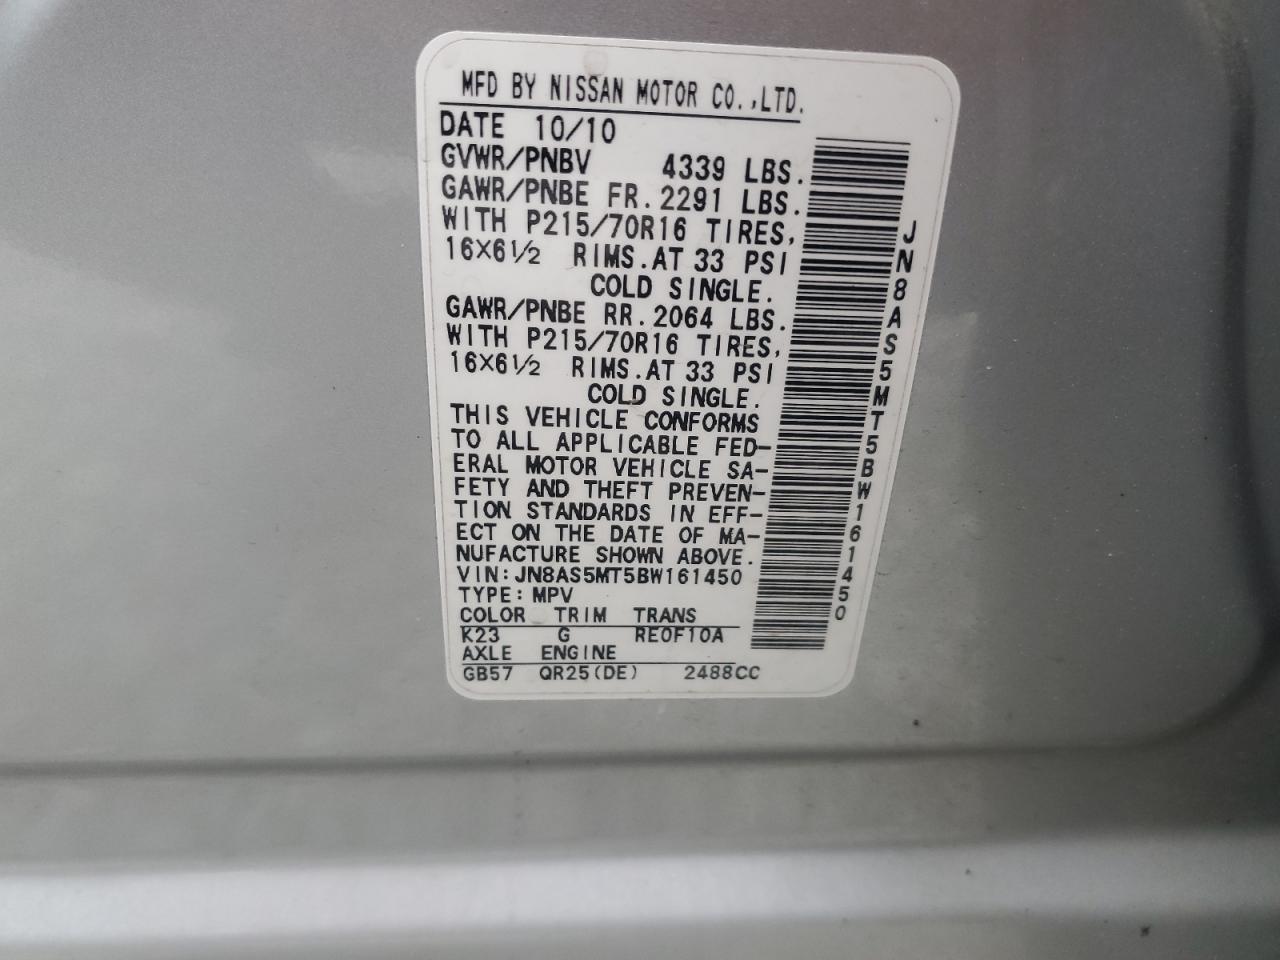 MFD BY NISSAN MOTOR CO.,LTD.
DATE 10/10
GVWR/PNBV 4339 LBS.
GAWR/PNBE FR. 2291 LBS.
WITH P215/70R16 TIRES,
16X6½ RIMS. AT 33 PSI
COLD SINGLE.
GAWR/PNBE RR. 2064 LBS.
WITH P215/70R16 TIRES,
16X6½ RIMS. AT 33 PSI
COLD SINGLE.
THIS VEHICLE CONFORMS
TO ALL APPLICABLE FED-
ERAL MOTOR VEHICLE SA-
FETY AND THEFT PREVEN-
TION STANDARDS IN EFF-
ECT ON THE DATE OF MA-
NUFACTURE SHOWN ABOVE.
VIN: JN8AS5MT5BW161450
TYPE: MPV
COLOR TRIM TRANS
K23 G RE0F10A
AXLE ENGINE
GB57 QR25(DE) 2488CC
JN8AS5MT5BW161450